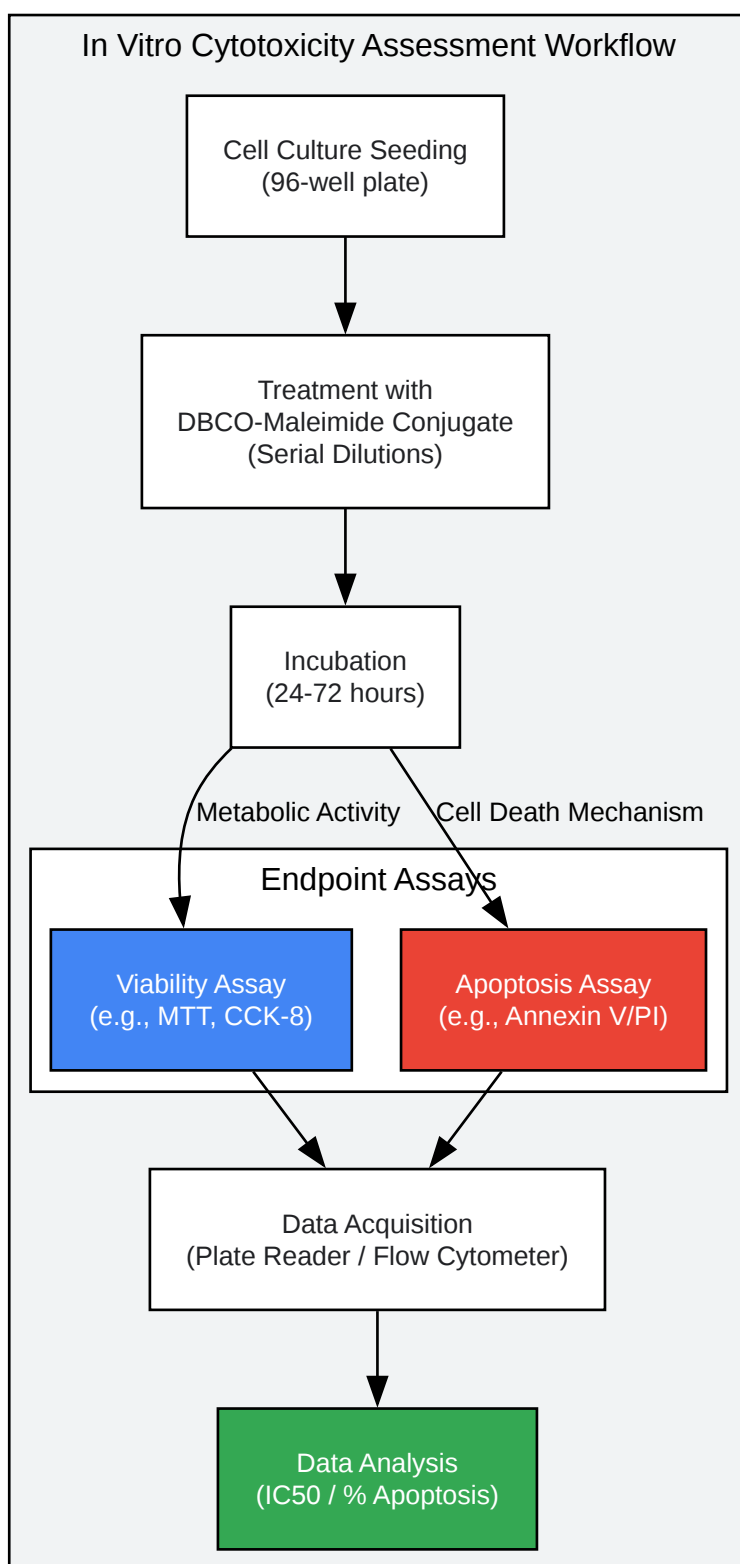 In Vitro Cytotoxicity Assessment Workflow
Cell Culture Seeding
(96-well plate)
Treatment with
DBCO-Maleimide Conjugate
(Serial Dilutions)
Incubation
(24-72 hours)
Metabolic Activity
Cell Death Mechanism
Endpoint Assays
Viability Assay
(e.g., MTT, CCK-8)
Apoptosis Assay
(e.g., Annexin V/PI)
Data Acquisition
(Plate Reader / Flow Cytometer)
Data Analysis
(IC50 / % Apoptosis)